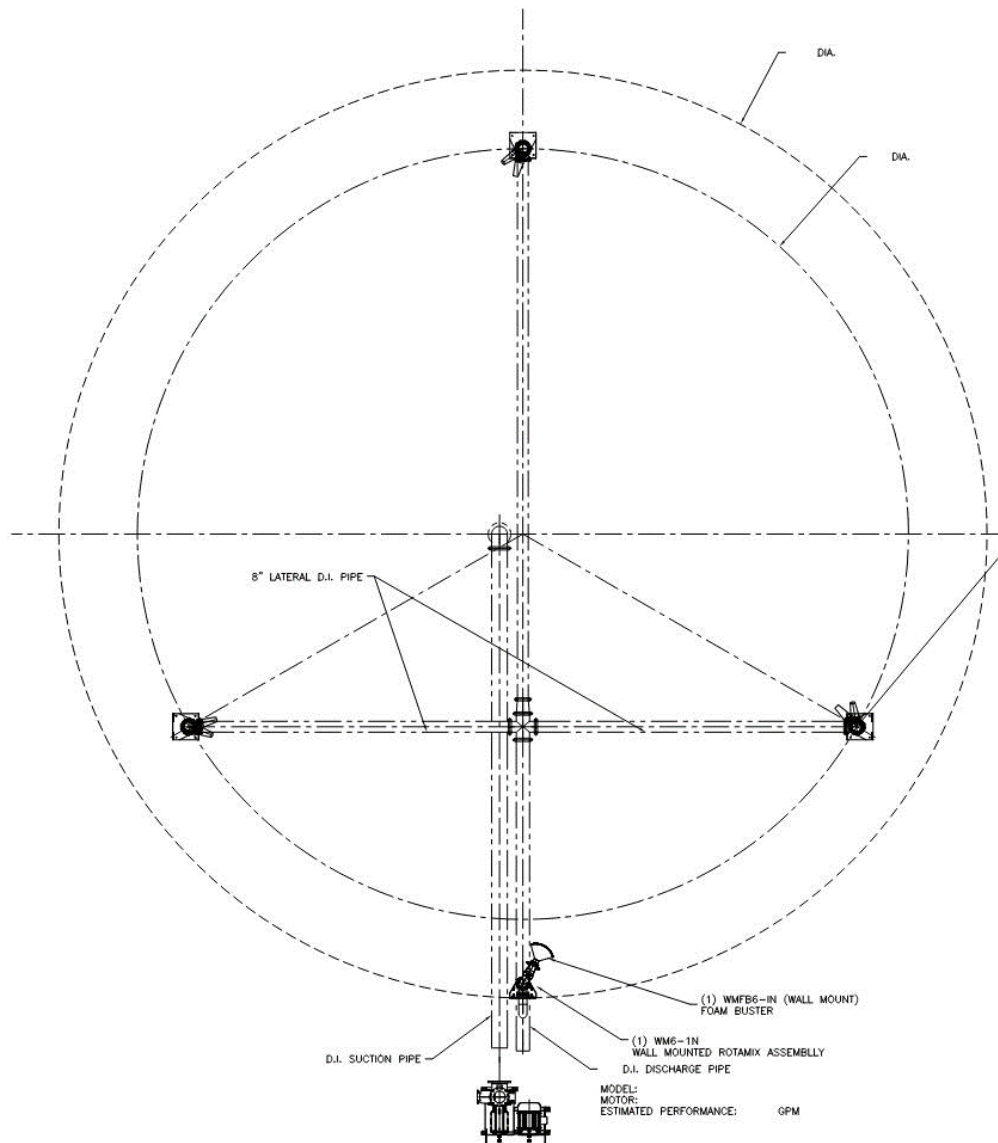 DIA.
DIA.
8" LATERAL D.I. PIPE
(1) WMFB6-IN (WALL MOUNT)
FOAM BUSTER
(1) WM6-1N
WALL MOUNTED ROTAMIX ASSEMBLLY
D.I. SUCTION PIPE
D.I. DISCHARGE PIPE
MODEL:
MOTOR:
ESTIMATED PERFORMANCE: GPM